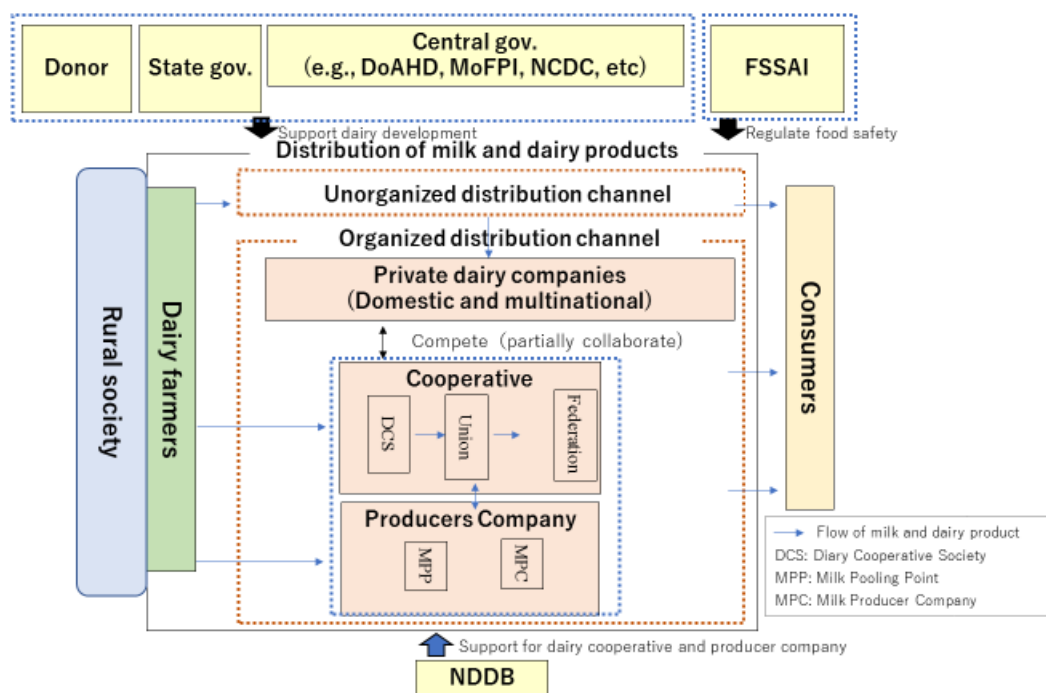 Donor
State gov.
Central gov.
(e.g., DoAHD, MoFPI, NCDC, etc)
FSSAI
Support dairy development
Regulate food safety
Distribution of milk and dairy products
Unorganized distribution channel
Organized distribution channel
Private dairy companies
(Domestic and multinational)
Compete (partially collaborate)
Rural society
Dairy farmers
Cooperative
DCS
Union
Federation
Producers Company
MPP
MPC
Consumers
Flow of milk and dairy product
DCS: Diary Cooperative Society
MPP: Milk Pooling Point
MPC: Milk Producer Company
Support for dairy cooperative and producer company
NDDB